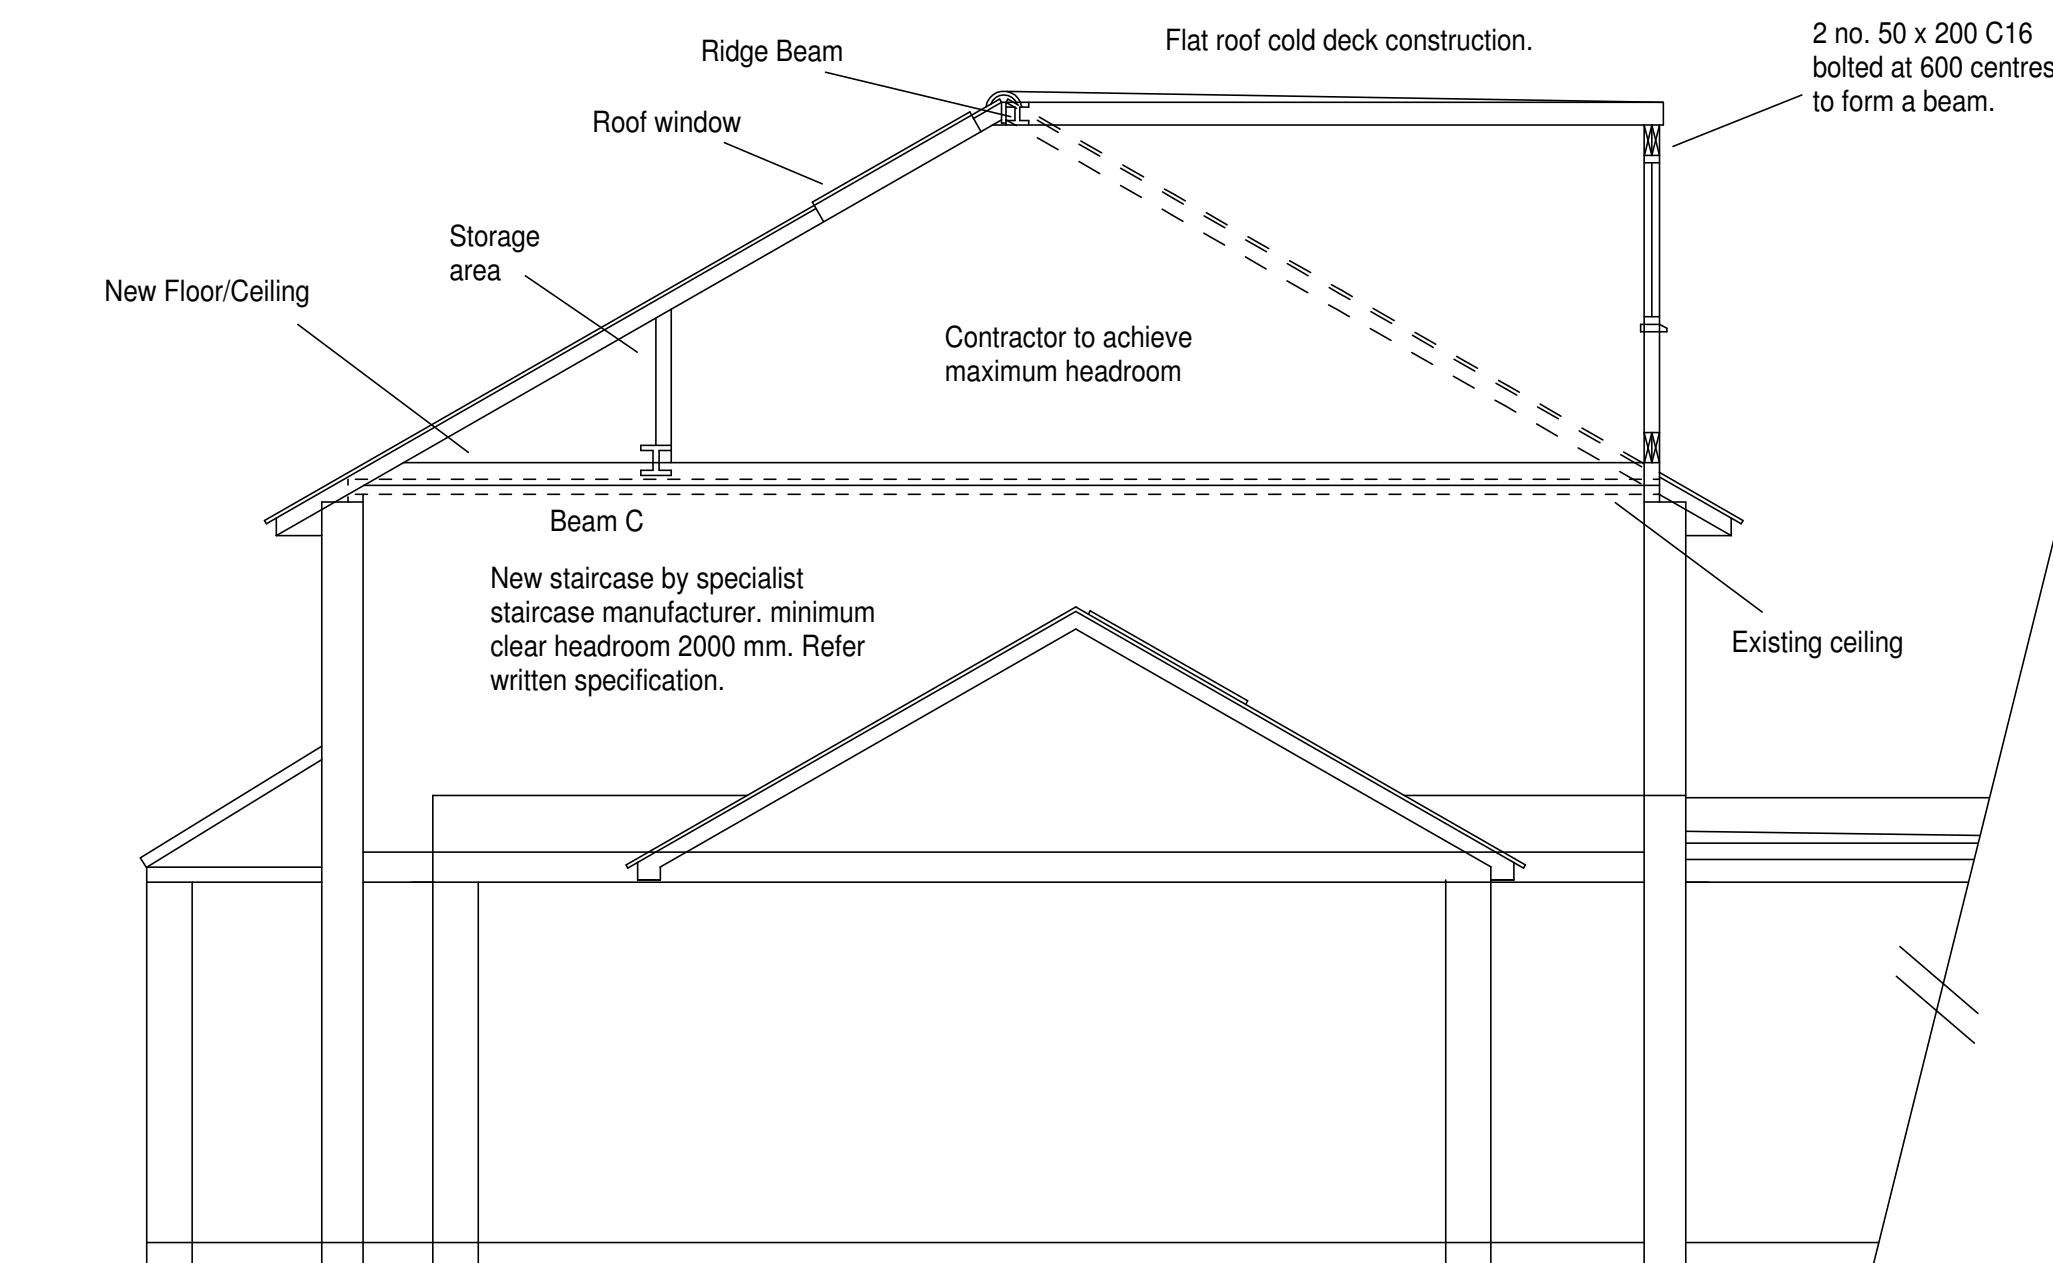 Flat roof cold deck construction.
2 no. 50 x 200 C16
bolted at 600 centres
to form a beam.
Ridge Beam
Roof window
Storage
area
New Floor/Ceiling
Contractor to achieve
maximum headroom
Beam C
New staircase by specialist
staircase manufacturer. minimum
clear headroom 2000 mm. Refer
written specification.
Existing ceiling